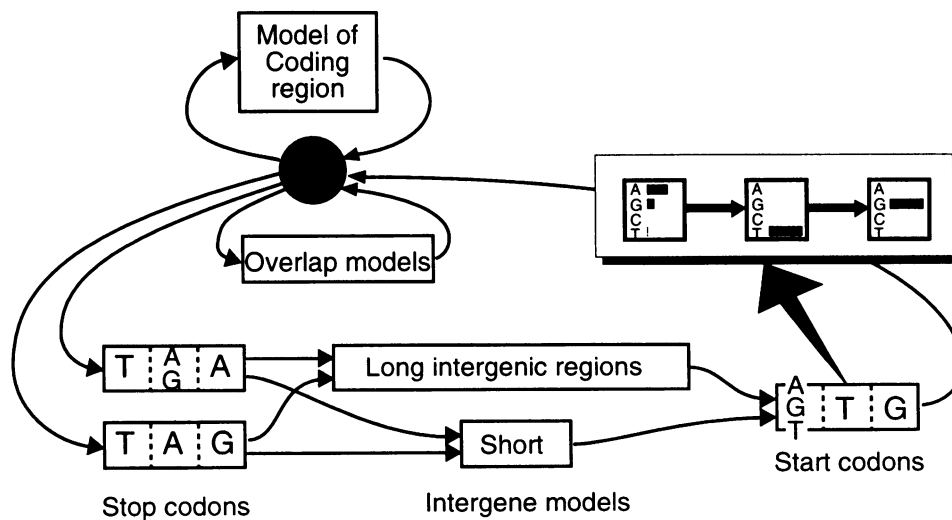 Model of
Coding
region
A
G
C
T
A
G
C
T
A
G
C
T
Overlap models
T A A
G
Long intergenic regions
A
G T G
T
T A G
Short
Start codons
Stop codons
Intergene models